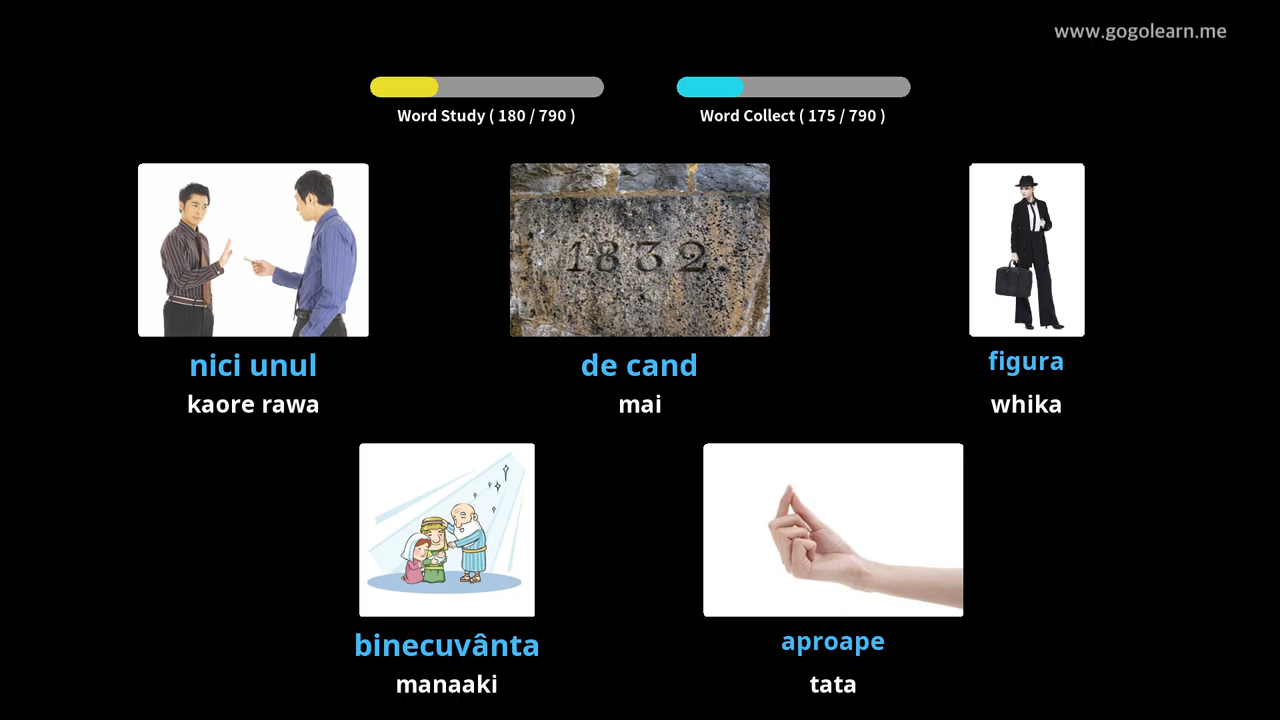 www.gogolearn.me
Word Study ( 180 / 790 )
Word Collect ( 175 / 790 )
1832.
nici unul
kaore rawa
de cand
mai
figura
whika
binecuvânta
manaaki
aproape
tata